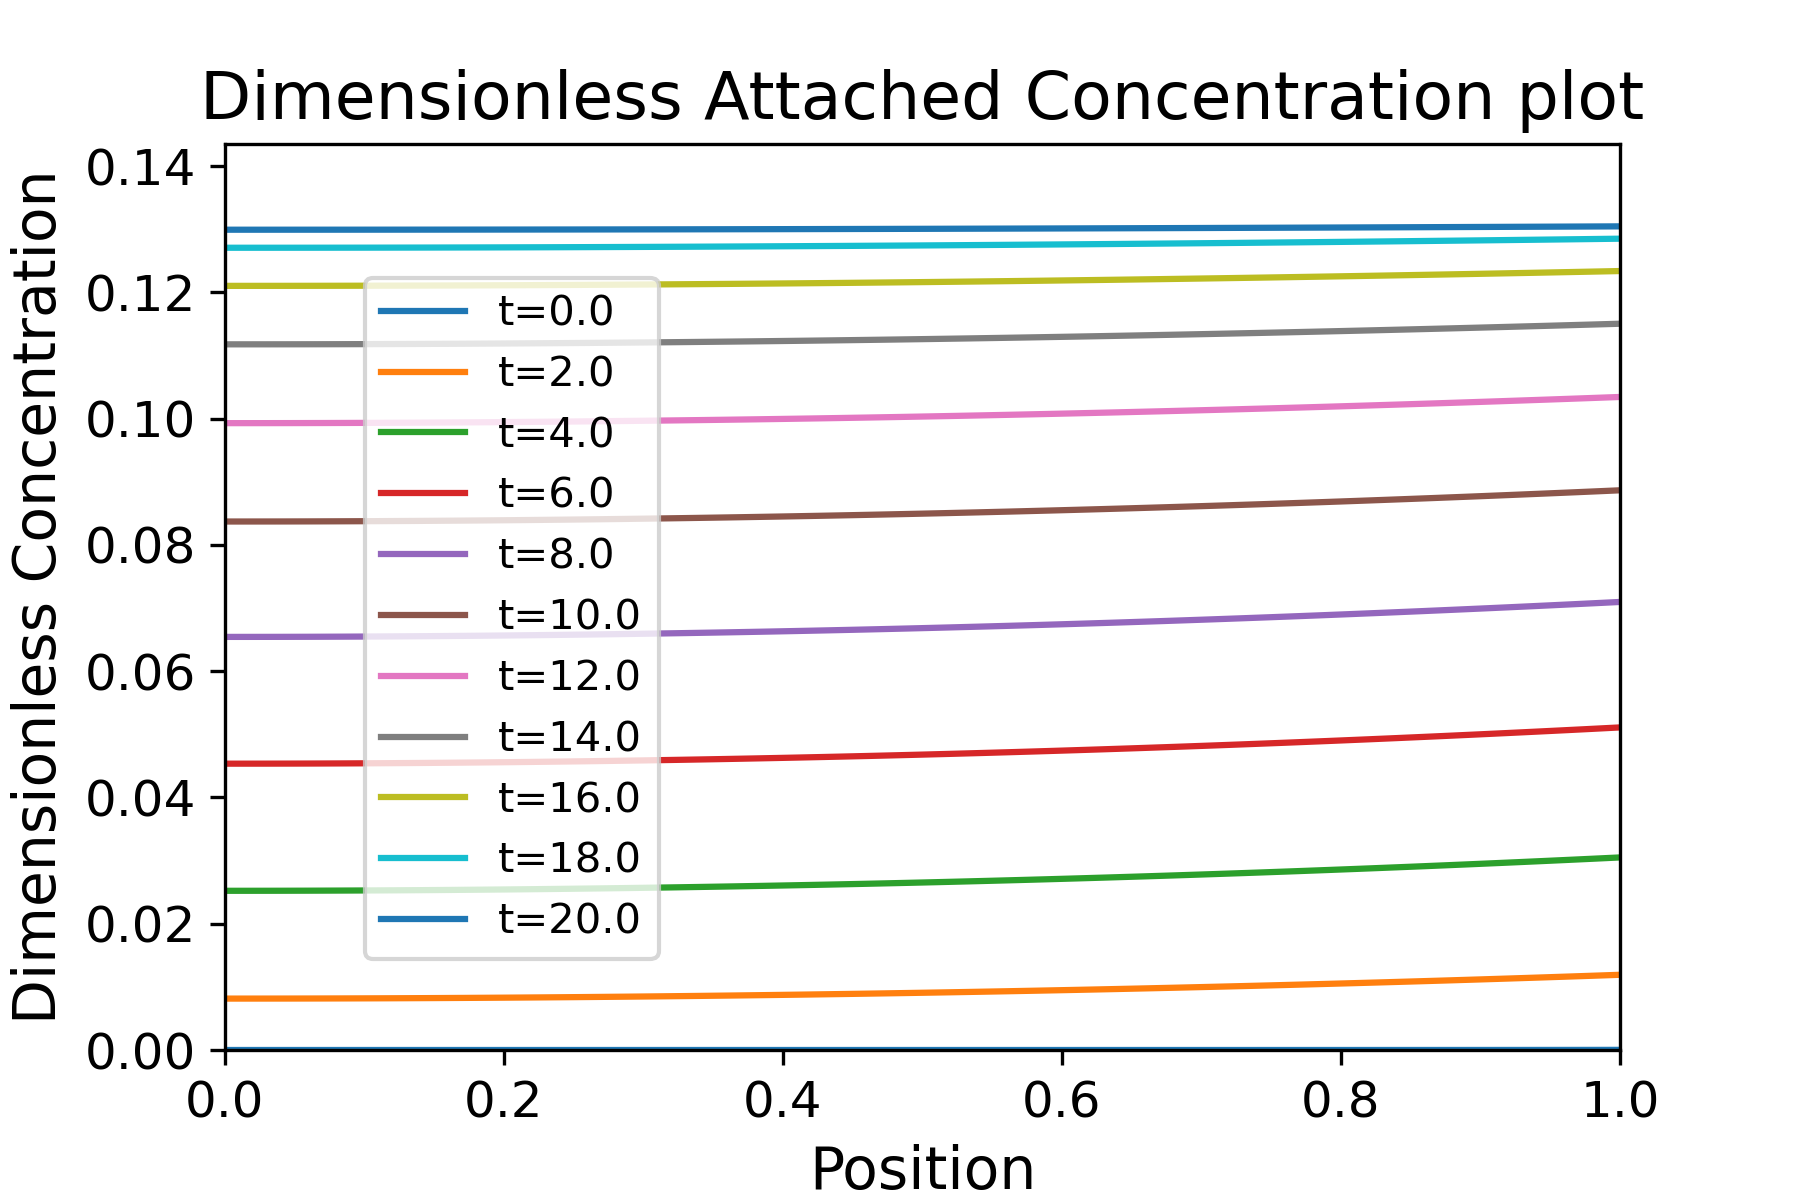 Dimensionless Attached Concentration plot
Dimensionless Concentration
0.14
0.12
0.10
0.08
0.06
0.04
0.02
0.00
t=0.0
t=2.0
t=4.0
t=6.0
t=8.0
t=10.0
t=12.0
t=14.0
t=16.0
t=18.0
t=20.0
0.0 0.2 0.4 0.6 0.8 1.0
Position